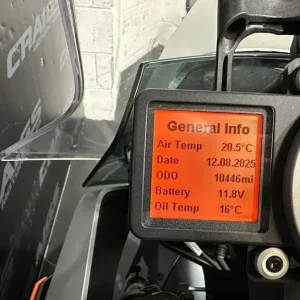 General Info
Air Temp 20.5°C
Date 12.08.2025
ODO 10446mi
Battery 11.8V
Oil Temp 16°C